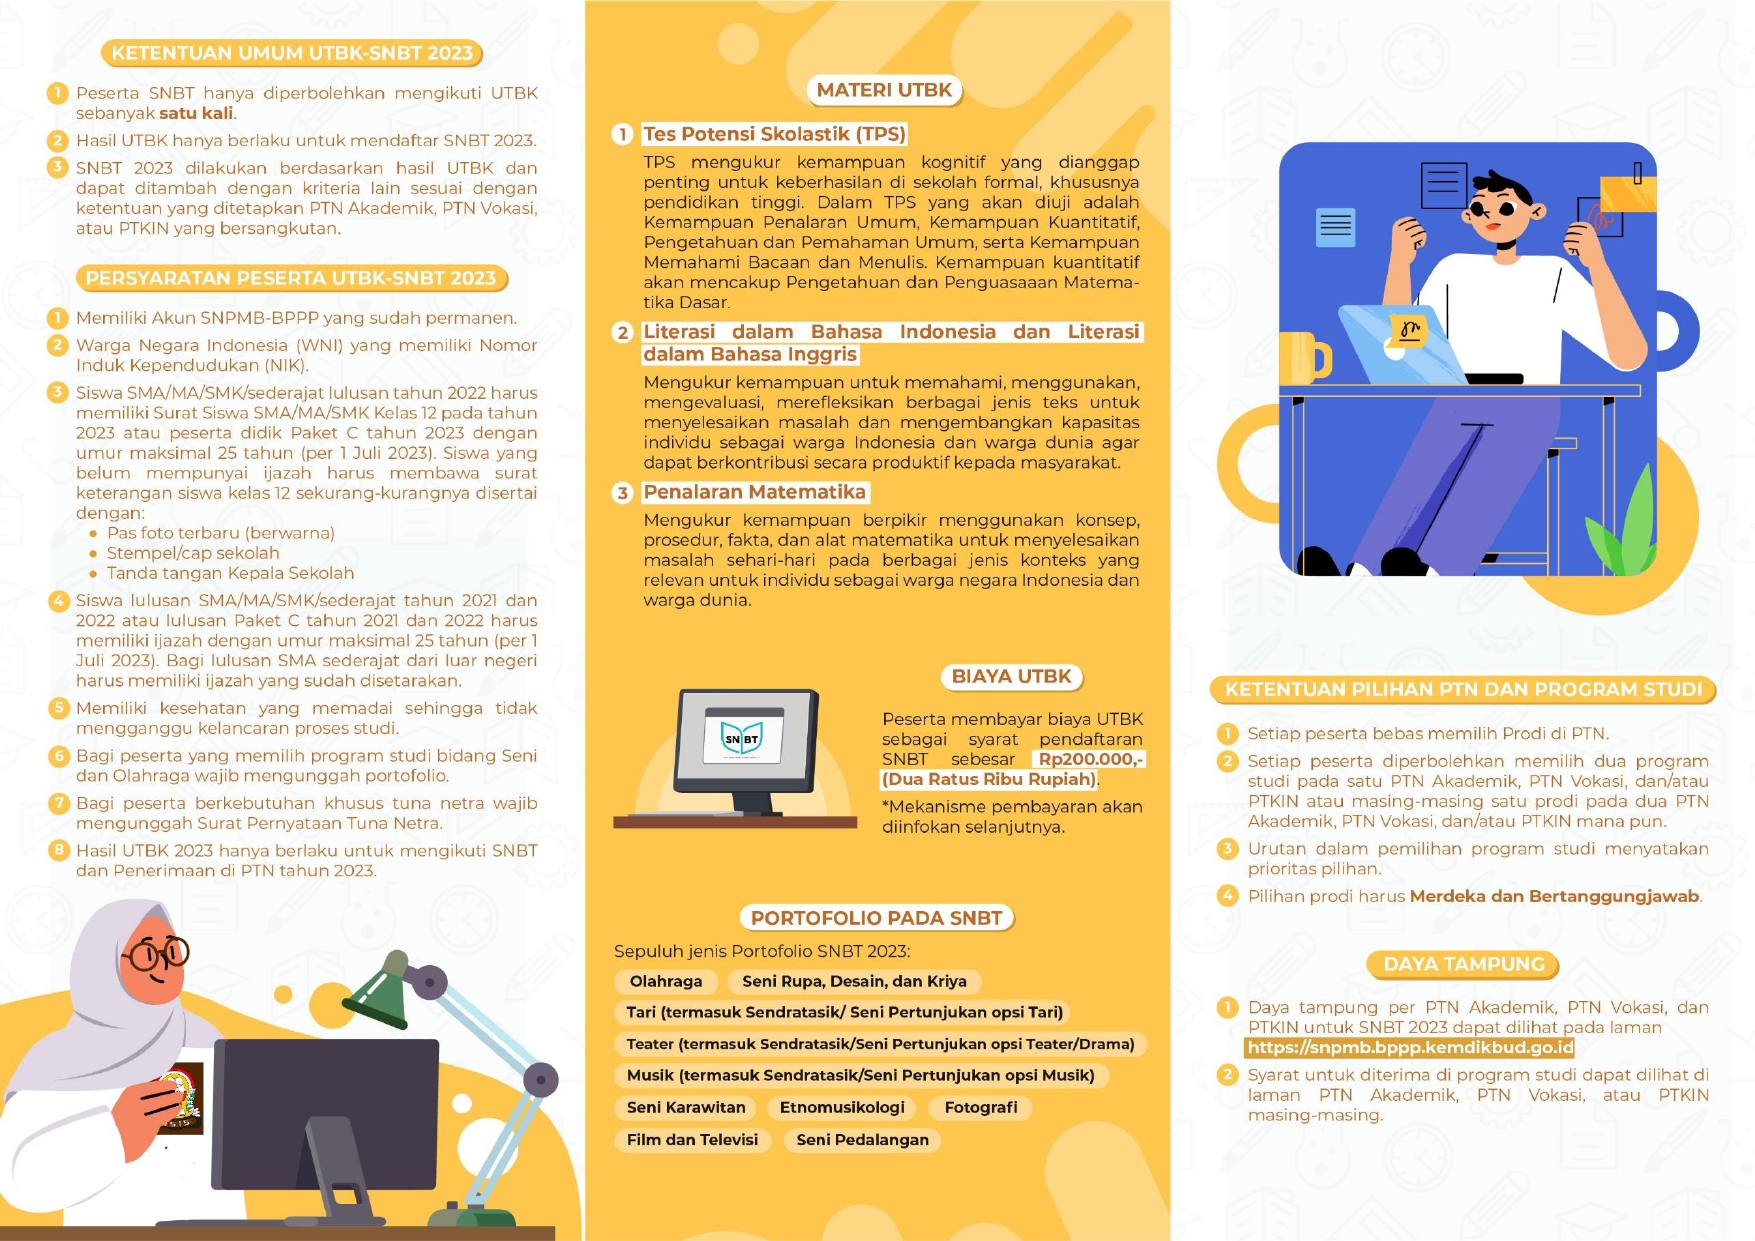 KETENTUAN UMUM UTBK-SNBT 2023
1 Peserta SNBT hanya diperbolehkan mengikuti UTBK
sebanyak satu kali.
2 Hasil UTBK hanya berlaku untuk mendaftar SNBT 2023.
3 SNBT 2023 dilakukan berdasarkan hasil UTBK dan
dapat ditambah dengan kriteria lain sesuai dengan
ketentuan yang ditetapkan PTN Akademik, PTN Vokasi,
atau PTKIN yang bersangkutan.
PERSYARATAN PESERTA UTBK-SNBT 2023
1 Memiliki Akun SNPMB-BPPP yang sudah permanen.
2 Warga Negara Indonesia (WNI) yang memiliki Nomor
Induk Kependudukan (NIK).
3 Siswa SMA/MA/SMK/sederajat lulusan tahun 2022 harus
memiliki Surat Siswa SMA/MA/SMK Kelas 12 pada tahun
2023 atau peserta didik Paket C tahun 2023 dengan
umur maksimal 25 tahun (per 1 Juli 2023). Siswa yang
belum mempunyai ijazah harus membawa surat
keterangan siswa kelas 12 sekurang-kurangnya disertai
dengan:
● Pas foto terbaru (berwarna)
● Stempel/cap sekolah
● Tanda tangan Kepala Sekolah
4 Siswa lulusan SMA/MA/SMK/sederajat tahun 2021 dan
2022 atau lulusan Paket C tahun 2021 dan 2022 harus
memiliki ijazah dengan umur maksimal 25 tahun (per 1
Juli 2023). Bagi lulusan SMA sederajat dari luar negeri
harus memiliki ijazah yang sudah disetarakan.
5 Memiliki kesehatan yang memadai sehingga tidak
mengganggu kelancaran proses studi.
6 Bagi peserta yang memilih program studi bidang Seni
dan Olahraga wajib mengunggah portofolio.
7 Bagi peserta berkebutuhan khusus tuna netra wajib
mengunggah Surat Pernyataan Tuna Netra.
8 Hasil UTBK 2023 hanya berlaku untuk mengikuti SNBT
dan Penerimaan di PTN tahun 2023.
MATERI UTBK
1 Tes Potensi Skolastik (TPS)
TPS mengukur kemampuan kognitif yang dianggap
penting untuk keberhasilan di sekolah formal, khususnya
pendidikan tinggi. Dalam TPS yang akan diuji adalah
Kemampuan Penalaran Umum, Kemampuan Kuantitatif,
Pengetahuan dan Pemahaman Umum, serta Kemampuan
Memahami Bacaan dan Menulis. Kemampuan kuantitatif
akan mencakup Pengetahuan dan Penguasaaan Matema-
tika Dasar.
2 Literasi dalam Bahasa Indonesia dan Literasi
dalam Bahasa Inggris
Mengukur kemampuan untuk memahami, menggunakan,
mengevaluasi, merefleksikan berbagai jenis teks untuk
menyelesaikan masalah dan mengembangkan kapasitas
individu sebagai warga Indonesia dan warga dunia agar
dapat berkontribusi secara produktif kepada masyarakat.
3 Penalaran Matematika
Mengukur kemampuan berpikir menggunakan konsep,
prosedur, fakta, dan alat matematika untuk menyelesaikan
masalah sehari-hari pada berbagai jenis konteks yang
relevan untuk individu sebagai warga negara Indonesia dan
warga dunia.
SNBT
BIAYA UTBK
Peserta membayar biaya UTBK
sebagai syarat pendaftaran
SNBT sebesar Rp200.000,-
(Dua Ratus Ribu Rupiah).
*Mekanisme pembayaran akan
diinfokan selanjutnya.
PORTOFOLIO PADA SNBT
Sepuluh jenis Portofolio SNBT 2023:
Olahraga Seni Rupa, Desain, dan Kriya
Tari (termasuk Sendratasik/ Seni Pertunjukan opsi Tari)
Teater (termasuk Sendratasik/Seni Pertunjukan opsi Teater/Drama)
Musik (termasuk Sendratasik/Seni Pertunjukan opsi Musik)
Seni Karawitan Etnomusikologi Fotografi
Film dan Televisi Seni Pedalangan
KETENTUAN PILIHAN PTN DAN PROGRAM STUDI
1 Setiap peserta bebas memilih Prodi di PTN.
2 Setiap peserta diperbolehkan memilih dua program
studi pada satu PTN Akademik, PTN Vokasi, dan/atau
PTKIN atau masing-masing satu prodi pada dua PTN
Akademik, PTN Vokasi, dan/atau PTKIN mana pun.
3 Urutan dalam pemilihan program studi menyatakan
prioritas pilihan.
4 Pilihan prodi harus Merdeka dan Bertanggungjawab.
DAYA TAMPUNG
1 Daya tampung per PTN Akademik, PTN Vokasi, dan
PTKIN untuk SNBT 2023 dapat dilihat pada laman
https://snpmb.bppp.kemdikbud.go.id
2 Syarat untuk diterima di program studi dapat dilihat di
laman PTN Akademik, PTN Vokasi, atau PTKIN
masing-masing.